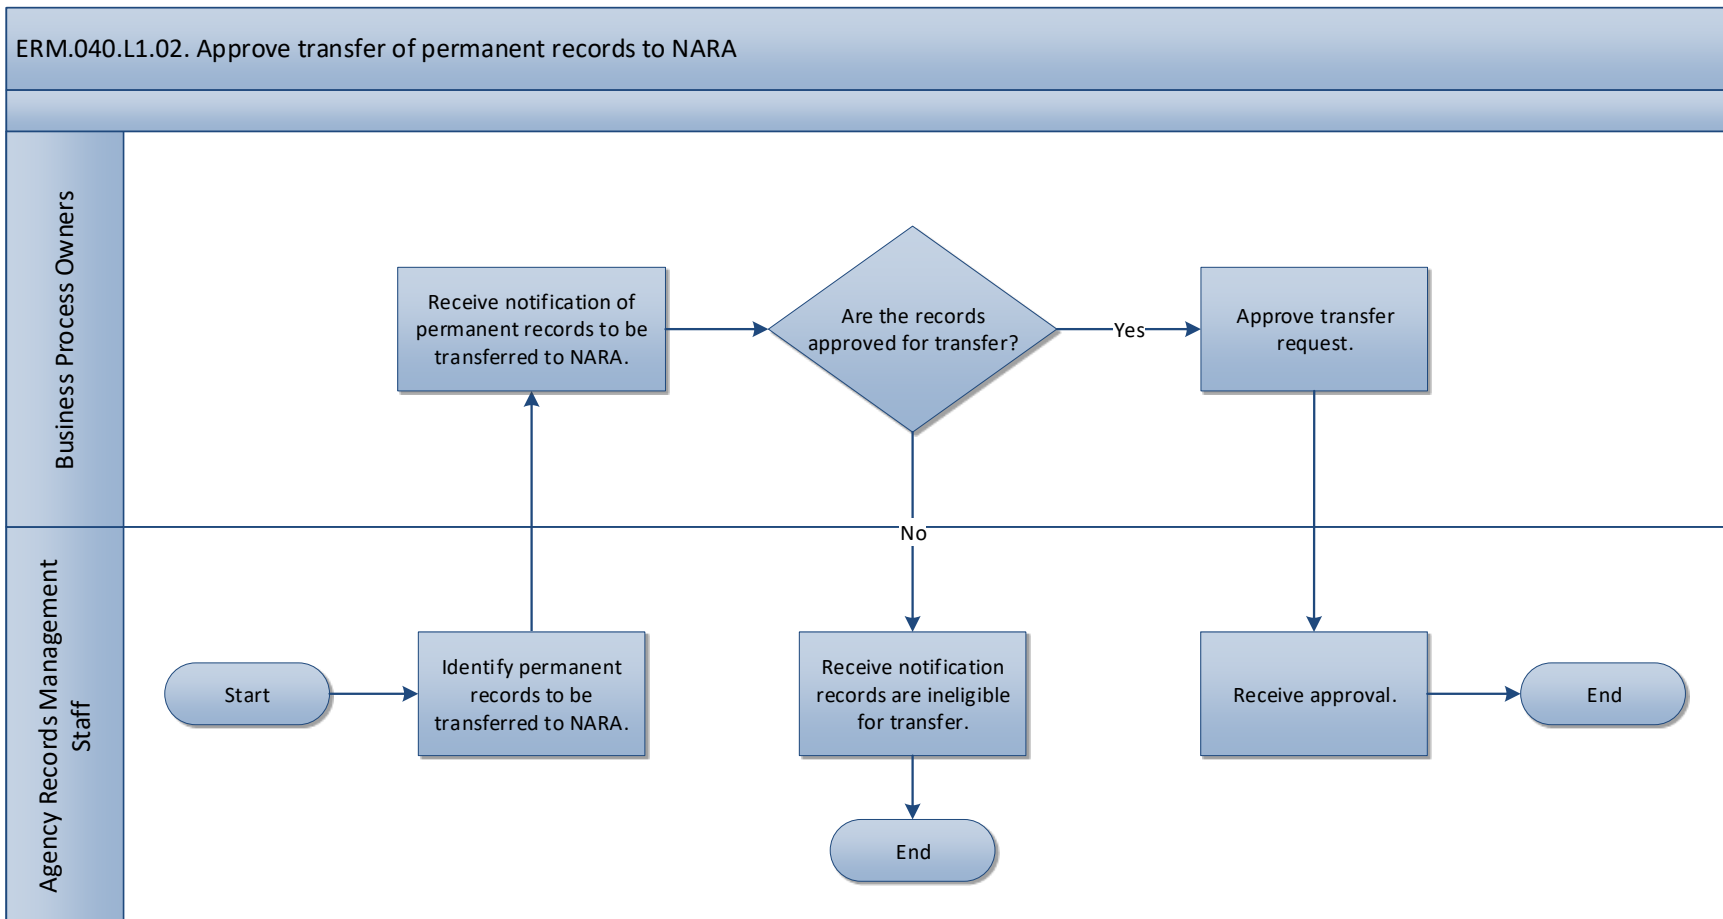 ERM.040.L1.02. Approve transfer of permanent records to NARA
Business Process Owners
Receive notification of
permanent records to be
transferred to NARA.
Are the records
approved for transfer?
Yes
Approve transfer
request.
No
Agency Records Management
Staff
Start
Identify permanent
records to be
transferred to NARA.
Receive notification
records are ineligible
for transfer.
Receive approval.
End
End